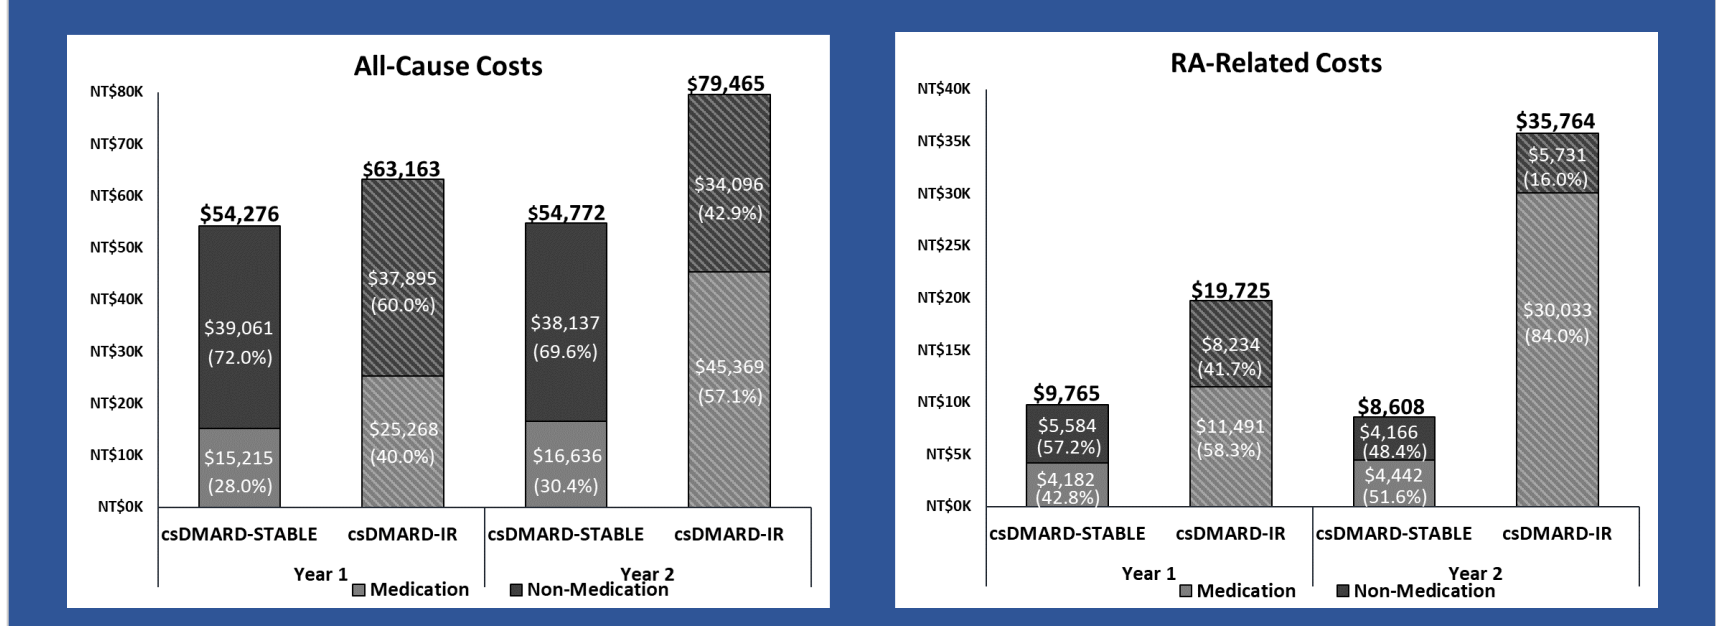 All-Cause Costs
NT$80K
NT$70K
NT$60K
NT$50K
NT$40K
NT$30K
NT$20K
NT$10K
NT$0K
$54,276
$39,061
(72.0%)
$15,215
(28.0%)
$63,163
$37,895
(60.0%)
$25,268
(40.0%)
$54,772
$38,137
(69.6%)
$16,636
(30.4%)
$79,465
$34,096
(42.9%)
$45,369
(57.1%)
csDMARD-STABLE csDMARD-IR csDMARD-STABLE csDMARD-IR
Year 1 Year 2
Medication Non-Medication
RA-Related Costs
NT$40K
NT$35K
NT$30K
NT$25K
NT$20K
NT$15K
NT$10K
NT$5K
NT$0K
$9,765
$5,584
(57.2%)
$4,182
(42.8%)
$19,725
$8,234
(41.7%)
$11,491
(58.3%)
$8,608
$4,166
(48.4%)
$4,442
(51.6%)
$35,764
$5,731
(16.0%)
$30,033
(84.0%)
csDMARD-STABLE csDMARD-IR csDMARD-STABLE csDMARD-IR
Year 1 Year 2
Medication Non-Medication